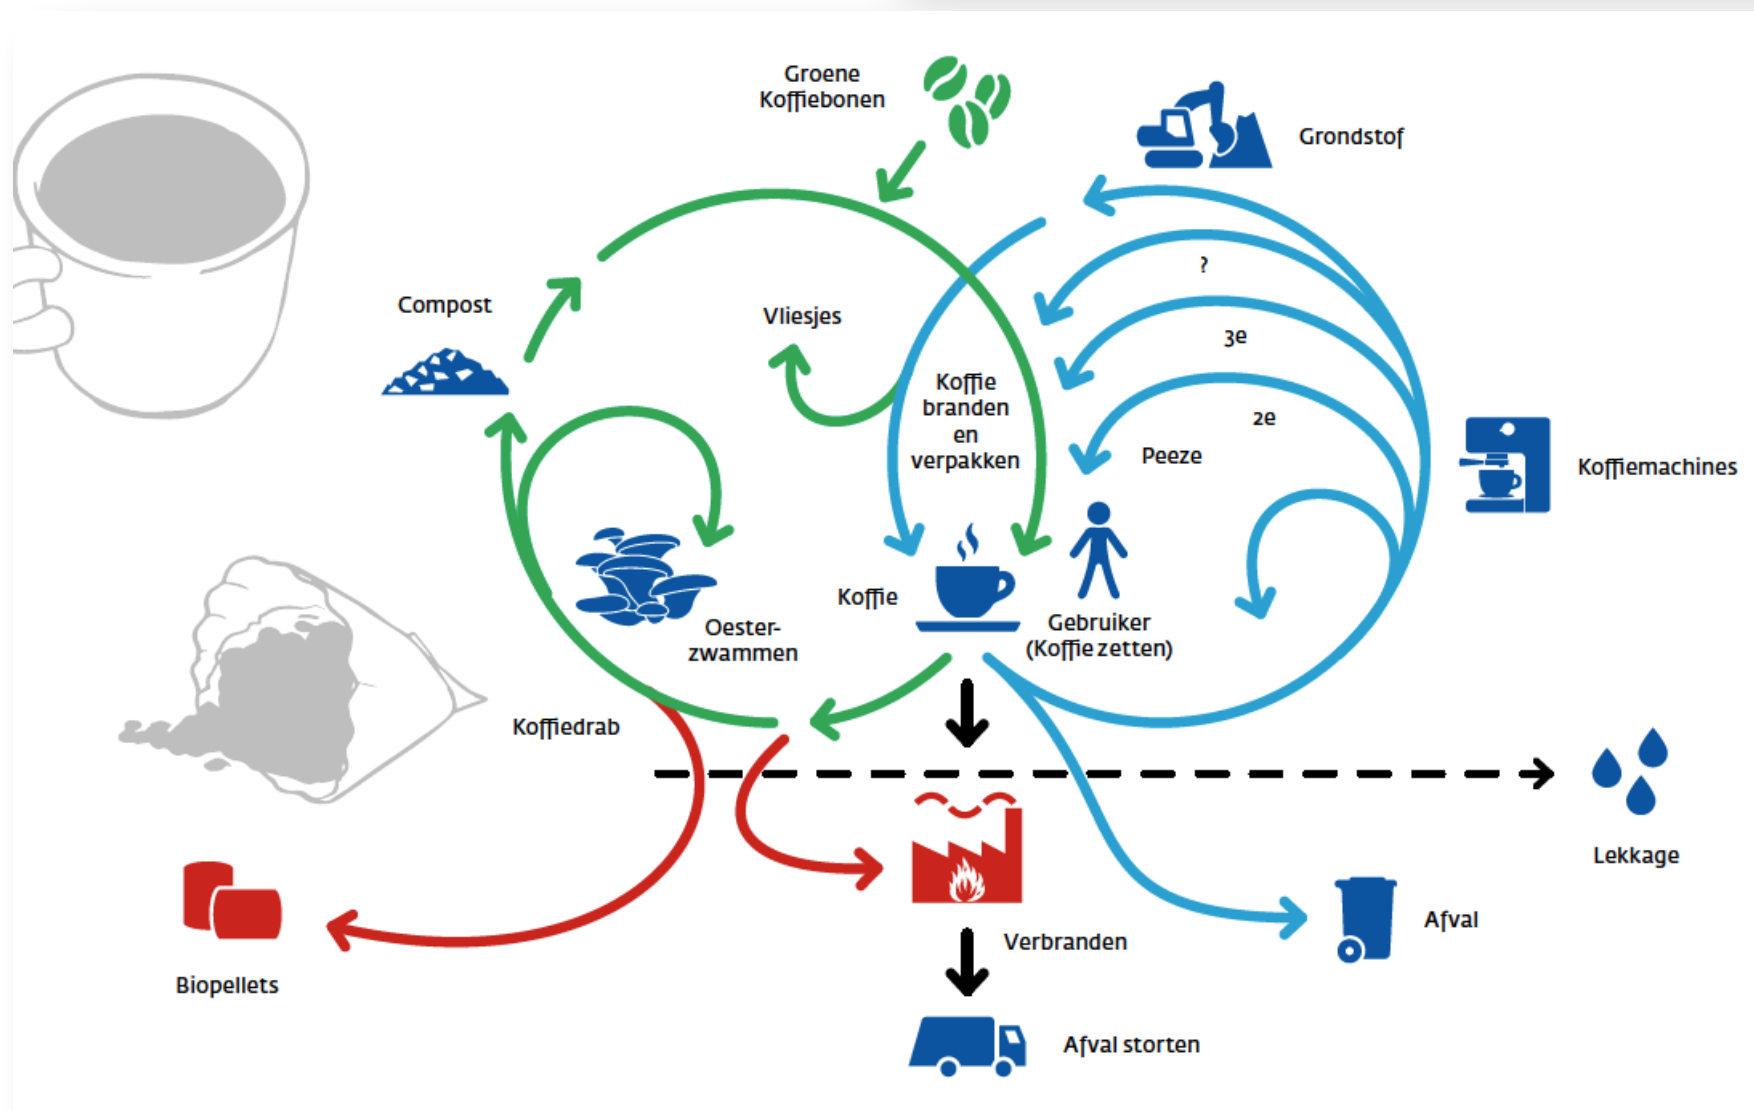 Groene
Koffiebonen
Grondstof
?
Compost
Vliesjes
3e
Koffie
branden
en
verpakken
2e
Peeze
Koffiemachines
Koffie
Gebruiker
(Koffie zetten)
Oester-
zwammen
Koffiedrab
Lekkage
Afval
Verbranden
Biopellets
Afval storten